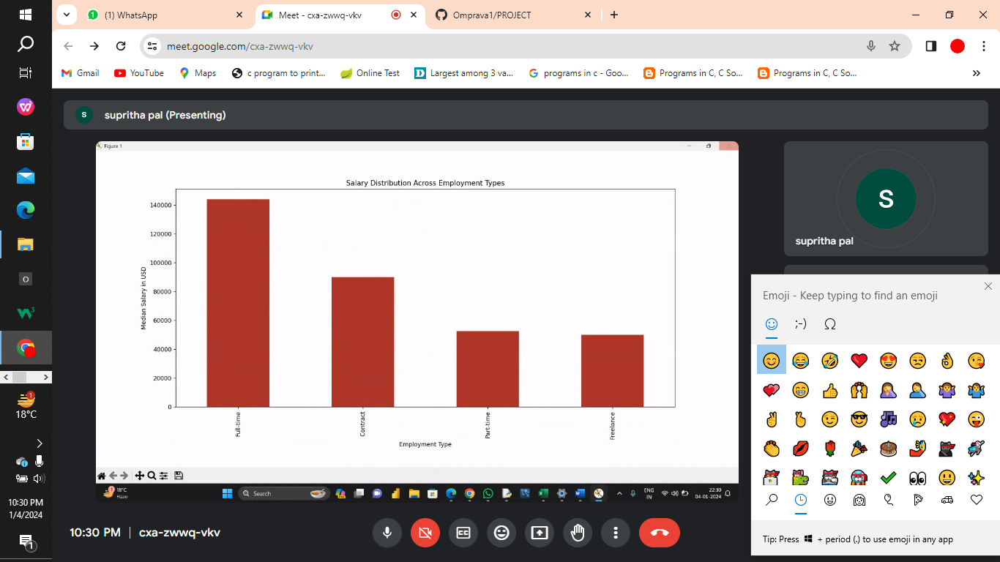 (1) WhatsApp
Meet - cxa-zwwq-vkv
Omprava1/PROJECT
meet.google.com/cxa-zwwq-vkv
Gmail
YouTube
Maps
c program to print...
Online Test
Largest among 3 va...
programs in c - Goo...
Programs in C, C So...
Programs in C, C So...
S
supritha pal (Presenting)
Figure 1
Salary Distribution Across Employment Types
140000
120000
100000
80000
60000
40000
20000
0
Median Salary in USD
Full-time
Contract
Part-time
Freelance
Employment Type
S
supritha pal
Emoji - Keep typing to find an emoji
;-)
Ω
Tip: Press + period (.) to use emoji in any app
1
18°C
Haze
Search
ENG
IN
22:30
04-01-2024
10:30 PM
cxa-zwwq-vkv
O
1
18°C
10:30 PM
1/4/2024
1